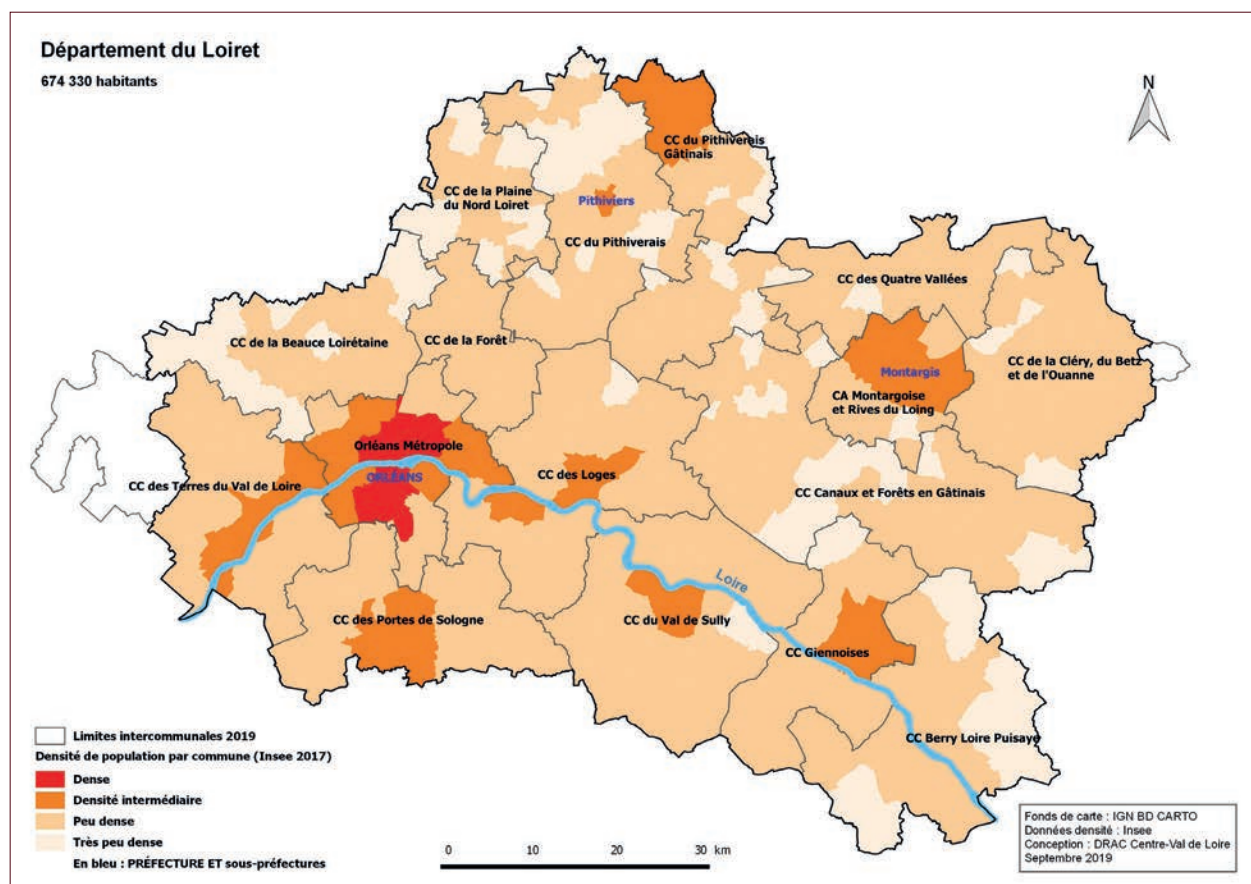 Département du Loiret
674 330 habitants
N
CC du Pithiverais
Gâtinais
CC de la Plaine
du Nord Loiret
Pithiviers
CC du Pithiverais
CC des Quatre Vallées
CC de la Beauce Loirétaine
CC de la Forêt
CC de la Cléry, du Betz
et de l'Ouanne
Montargis
CA Montargoise
et Rives du Loing
Orléans Métropole
CC des Loges
ORLÉANS
CC des Terres du Val de Loire
CC Canaux et Forêts en Gâtinais
Loire
CC des Portes de Sologne
CC du Val de Sully
CC Giennoises
CC Berry Loire Puisaye
Limites intercommunales 2019
Densité de population par commune (Insee 2017)
Dense
Densité intermédiaire
Peu dense
Très peu dense
En bleu : PRÉFECTURE ET sous-préfectures
0 10 20 30 km
Fonds de carte : IGN BD CARTO
Données densité : Insee
Conception : DRAC Centre-Val de Loire
Septembre 2019